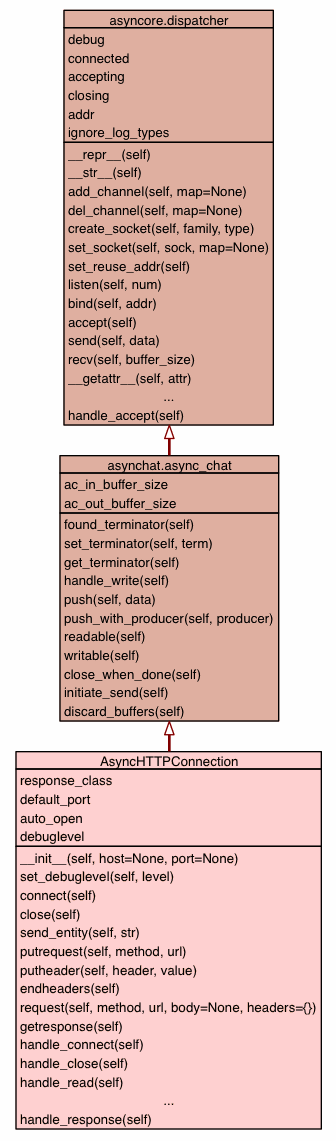 asyncore.dispatcher
debug
connected
accepting
closing
addr
ignore_log_types
__repr__(self)
__str__(self)
add_channel(self, map=None)
del_channel(self, map=None)
create_socket(self, family, type)
set_socket(self, sock, map=None)
set_reuse_addr(self)
listen(self, num)
bind(self, addr)
accept(self)
send(self, data)
recv(self, buffer_size)
__getattr__(self, attr)
...
handle_accept(self)
asynchat.async_chat
ac_in_buffer_size
ac_out_buffer_size
found_terminator(self)
set_terminator(self, term)
get_terminator(self)
handle_write(self)
push(self, data)
push_with_producer(self, producer)
readable(self)
writable(self)
close_when_done(self)
initiate_send(self)
discard_buffers(self)
AsyncHTTPConnection
response_class
default_port
auto_open
debuglevel
__init__(self, host=None, port=None)
set_debuglevel(self, level)
connect(self)
close(self)
send_entity(self, str)
putrequest(self, method, url)
putheader(self, header, value)
endheaders(self)
request(self, method, url, body=None, headers={})
getresponse(self)
handle_connect(self)
handle_close(self)
handle_read(self)
...
handle_response(self)